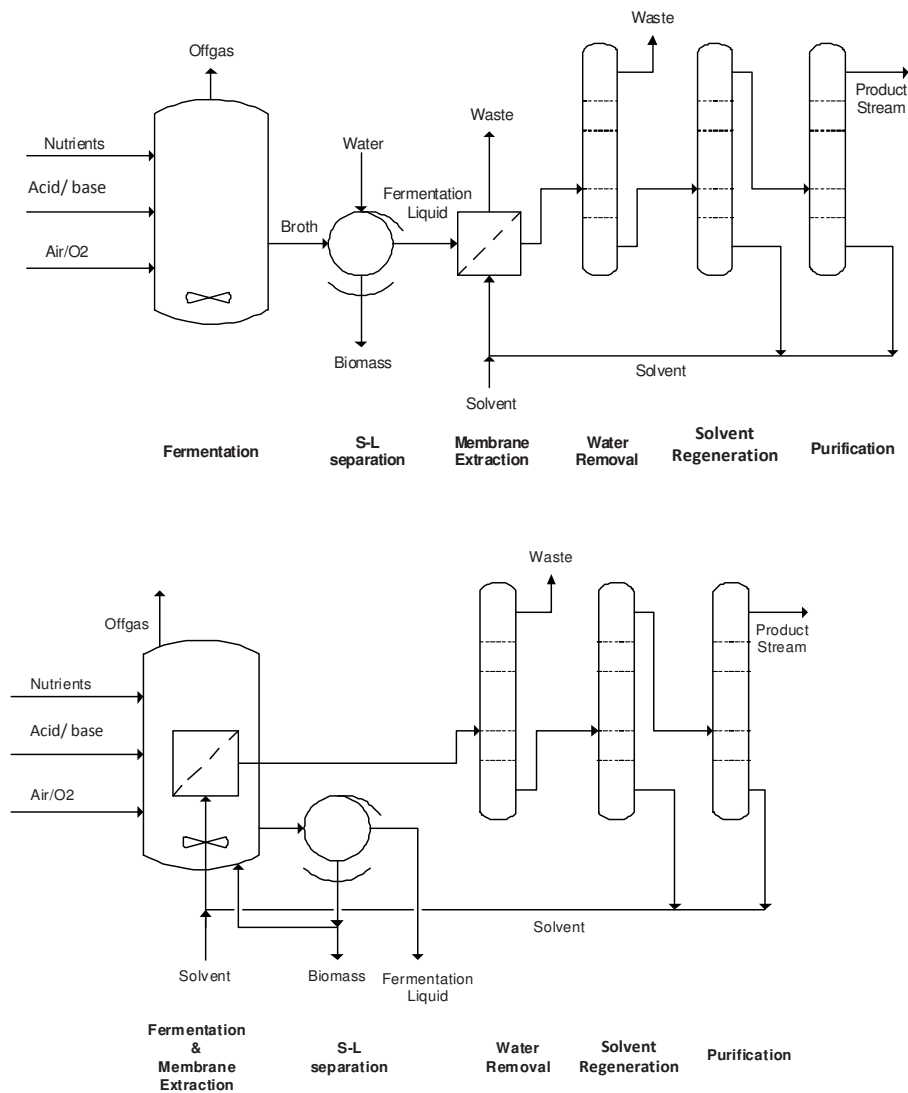 Waste
Offgas
Product
Stream
Nutrients
Waste
Water
Acid/ base
Fermentation
Liquid
Broth
Air/O2
Biomass
Solvent
Solvent
Fermentation
S-L
separation
Membrane
Extraction
Water
Removal
Solvent
Regeneration
Purification
Waste
Offgas
Product
Stream
Nutrients
Acid/ base
Air/O2
Solvent
Solvent
Biomass
Fermentation
Liquid
Fermentation
&
Membrane
Extraction
S-L
separation
Water
Removal
Solvent
Regeneration
Purification